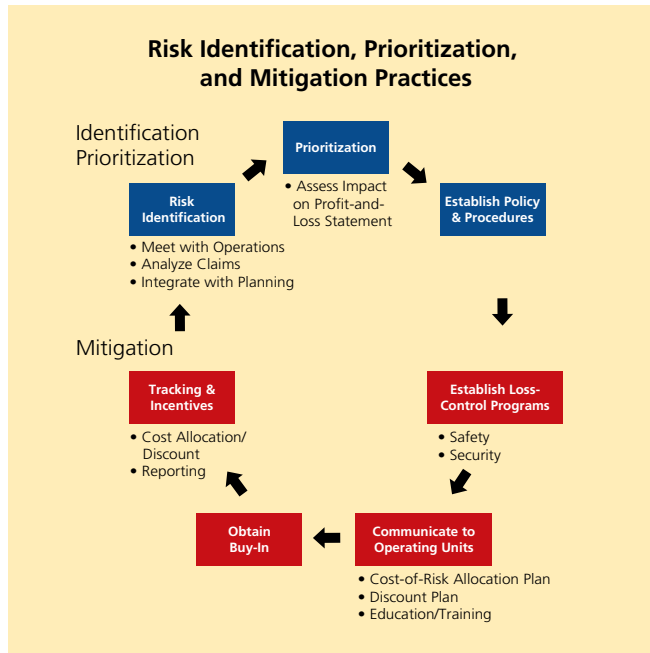 Risk Identification, Prioritization,
and Mitigation Practices
Identification
Prioritization
Prioritization
• Assess Impact
on Profit-and-
Loss Statement
Risk
Identification
• Meet with Operations
• Analyze Claims
• Integrate with Planning
Establish Policy
& Procedures
Mitigation
Tracking &
Incentives
• Cost Allocation/
Discount
• Reporting
Establish Loss-
Control Programs
• Safety
• Security
Obtain
Buy-In
Communicate to
Operating Units
• Cost-of-Risk Allocation Plan
• Discount Plan
• Education/Training